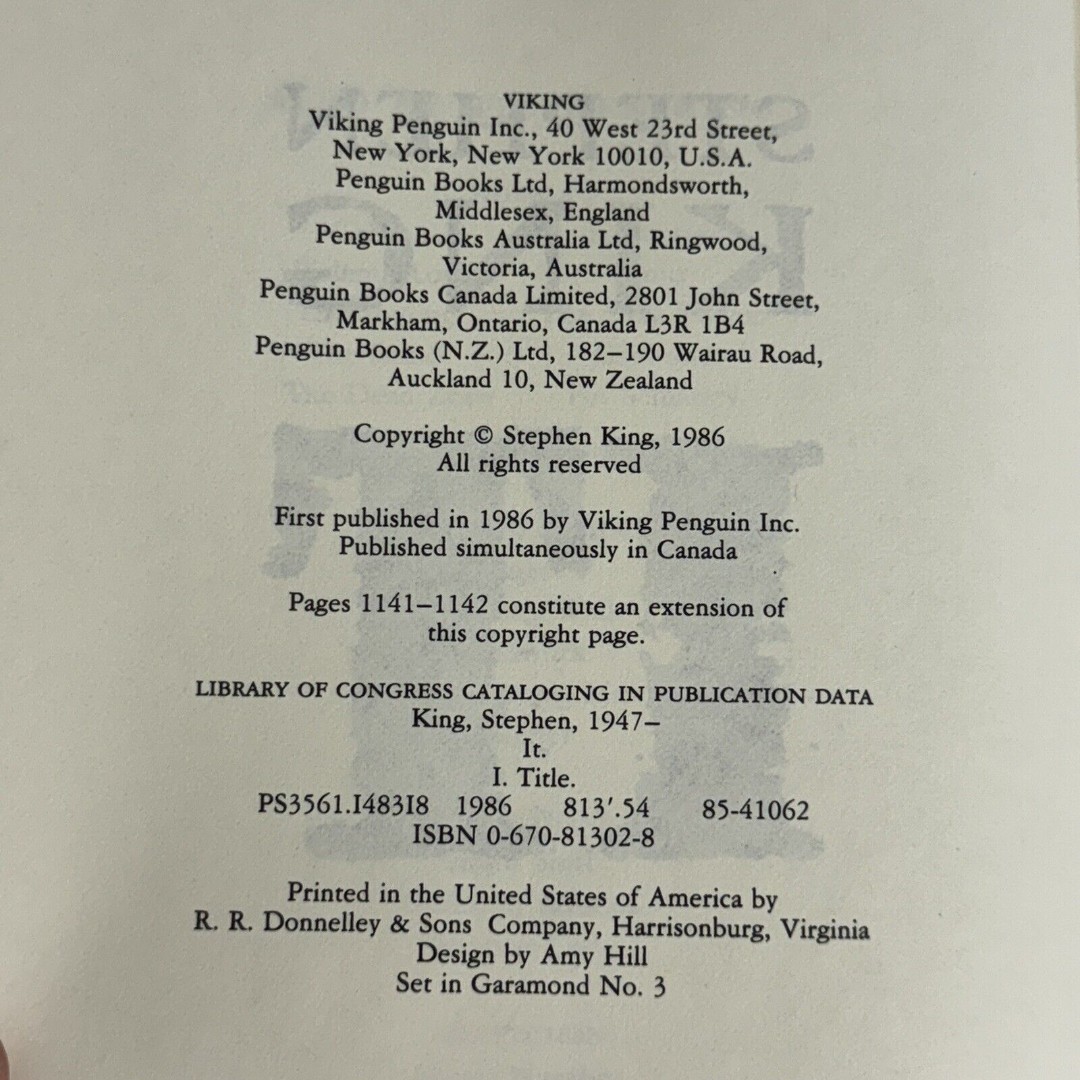 VIKING
Viking Penguin Inc., 40 West 23rd Street,
New York, New York 10010, U.S.A.
Penguin Books Ltd, Harmondsworth,
Middlesex, England
Penguin Books Australia Ltd, Ringwood,
Victoria, Australia
Penguin Books Canada Limited, 2801 John Street,
Markham, Ontario, Canada L3R 1B4
Penguin Books (N.Z.) Ltd, 182–190 Wairau Road,
Auckland 10, New Zealand
Copyright © Stephen King, 1986
All rights reserved
First published in 1986 by Viking Penguin Inc.
Published simultaneously in Canada
Pages 1141–1142 constitute an extension of
this copyright page.
LIBRARY OF CONGRESS CATALOGING IN PUBLICATION DATA
King, Stephen, 1947–
It.
I. Title.
PS3561.I483I8 1986 813′.54 85-41062
ISBN 0-670-81302-8
Printed in the United States of America by
R. R. Donnelley & Sons Company, Harrisonburg, Virginia
Design by Amy Hill
Set in Garamond No. 3